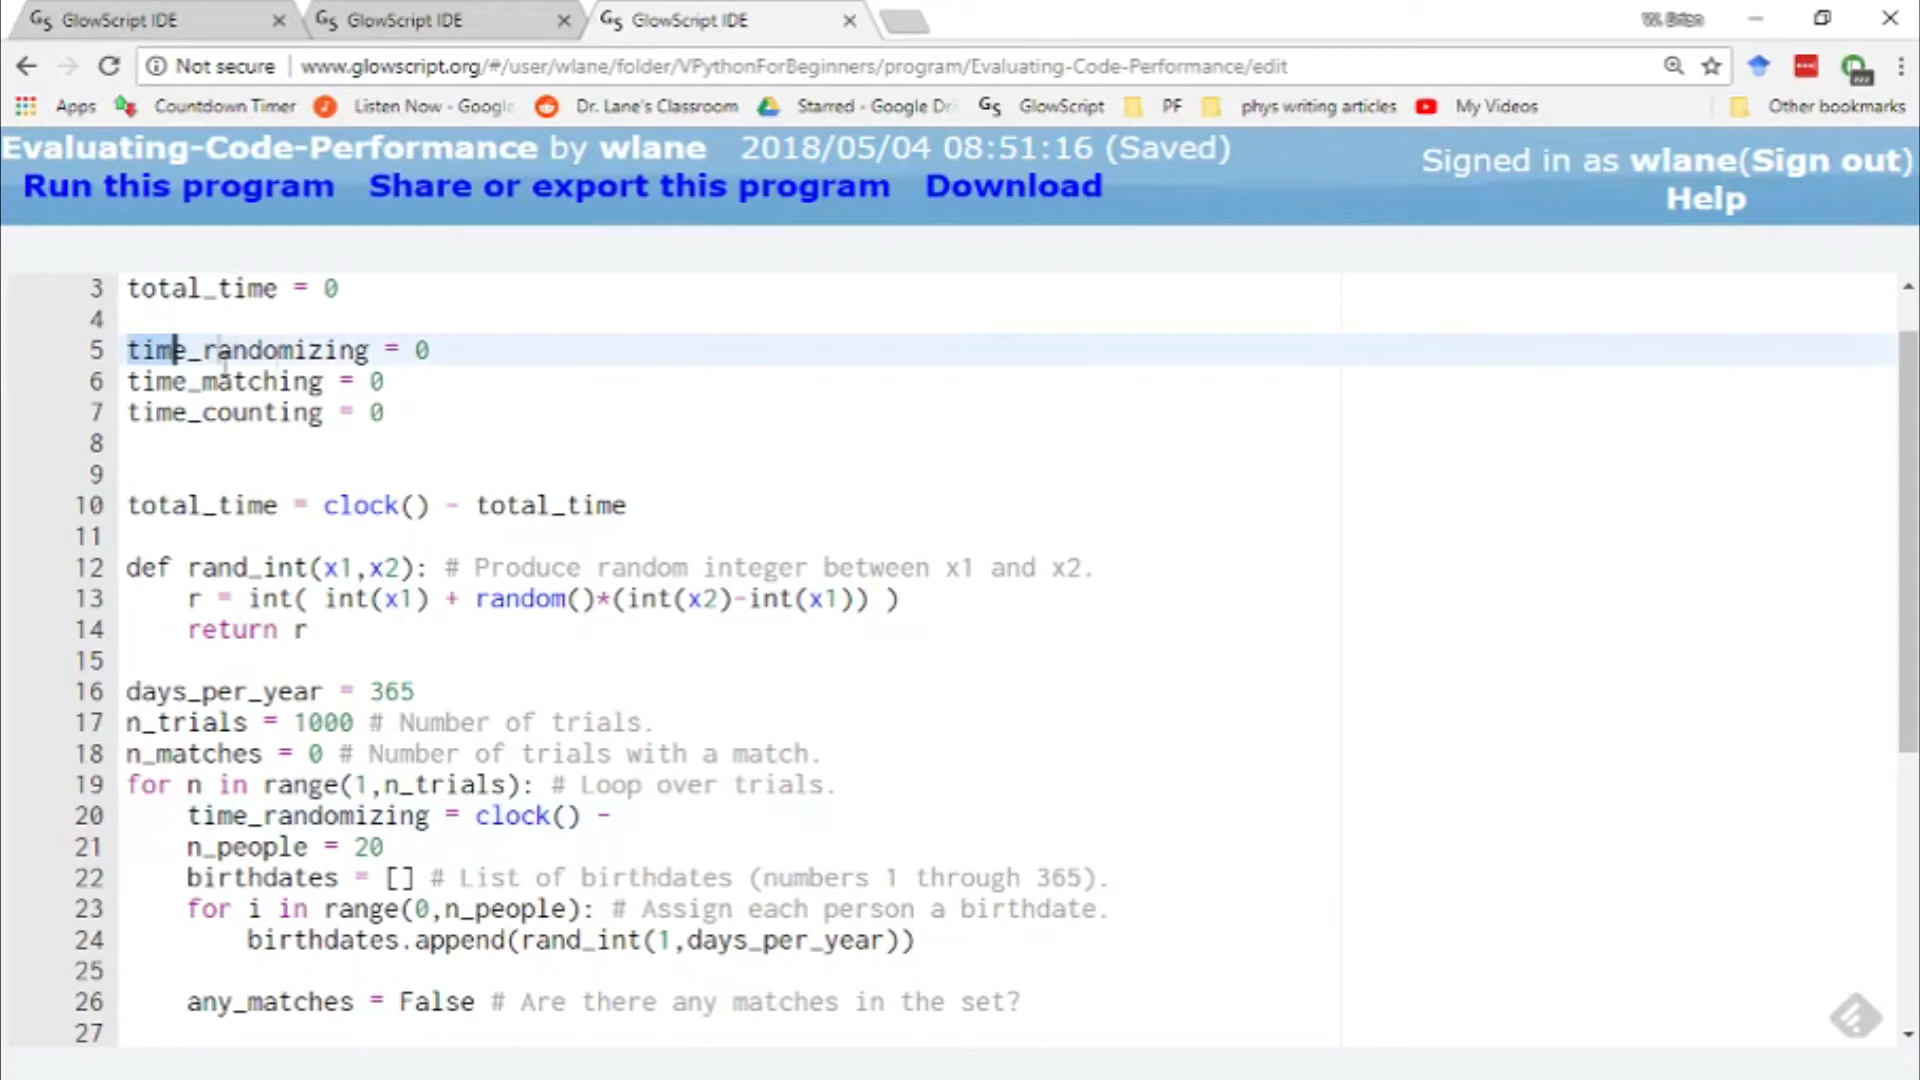 GlowScript IDE
GlowScript IDE
GlowScript IDE
Not secure | www.glowscript.org/#/user/wlane/folder/VPythonForBeginners/program/Evaluating-Code-Performance/edit
Apps Countdown Timer Listen Now - Google Dr. Lane's Classroom Starred - Google Dri GlowScript PF phys writing articles My Videos Other bookmarks
Evaluating-Code-Performance by wlane 2018/05/04 08:51:16 (Saved)
Signed in as wlane(Sign out)
Run this program Share or export this program Download
Help
3 total_time = 0
4
5 time_randomizing = 0
6 time_matching = 0
7 time_counting = 0
8
9
10 total_time = clock() - total_time
11
12 def rand_int(x1,x2): # Produce random integer between x1 and x2.
13 r = int( int(x1) + random()*(int(x2)-int(x1)) )
14 return r
15
16 days_per_year = 365
17 n_trials = 1000 # Number of trials.
18 n_matches = 0 # Number of trials with a match.
19 for n in range(1,n_trials): # Loop over trials.
20 time_randomizing = clock() -
21 n_people = 20
22 birthdates = [] # List of birthdates (numbers 1 through 365).
23 for i in range(0,n_people): # Assign each person a birthdate.
24 birthdates.append(rand_int(1,days_per_year))
25
26 any_matches = False # Are there any matches in the set?
27